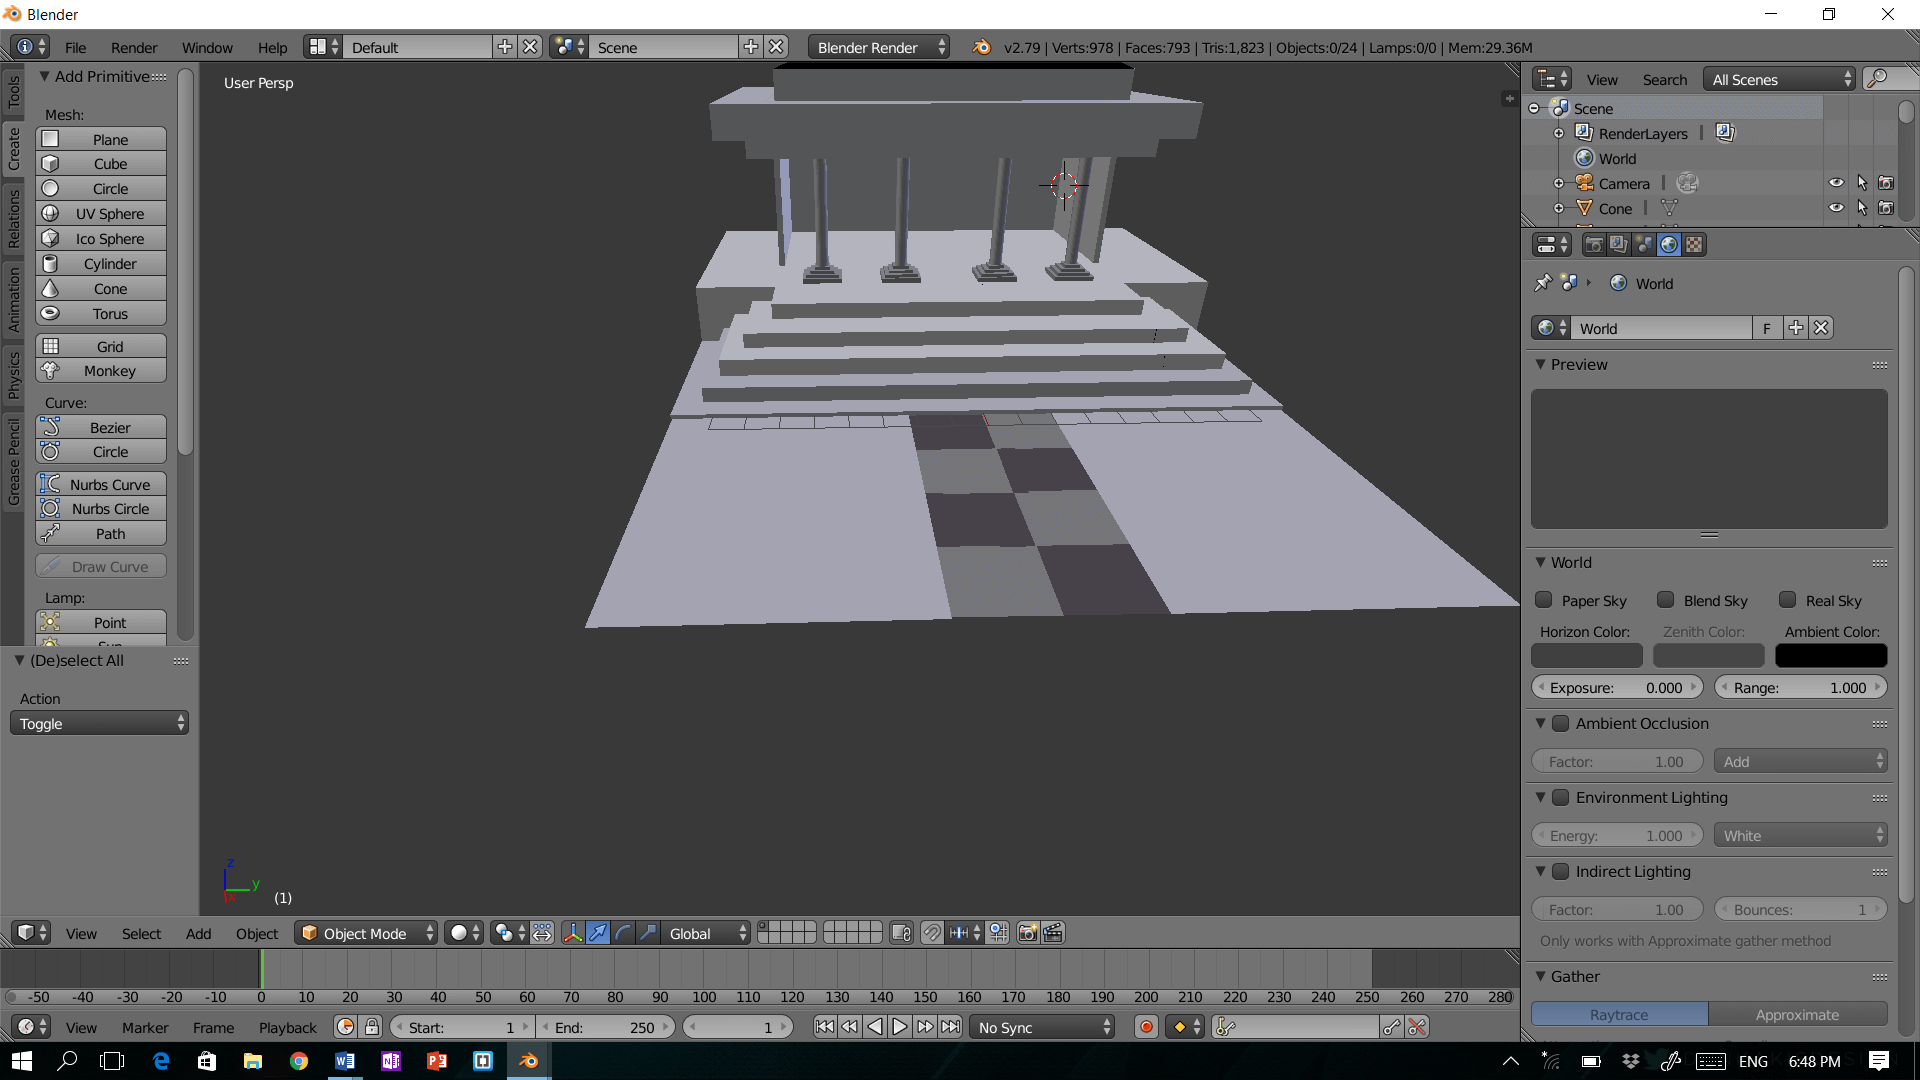 Blender
File Render Window Help Default Scene Blender Render v2.79 | Verts:978 | Faces:793 | Tris:1,823 | Objects:0/24 | Lamps:0/0 | Mem:29.36M
Tools
Create
Relations
Animation
Physics
Grease Pencil
Add Primitive
Mesh:
Plane
Cube
Circle
UV Sphere
Ico Sphere
Cylinder
Cone
Torus
Grid
Monkey
Curve:
Bezier
Circle
Nurbs Curve
Nurbs Circle
Path
Draw Curve
Lamp:
Point
Sun
(De)select All
Action
Toggle
User Persp
z
y
x
(1)
View Select Add Object Object Mode Global
-50 -40 -30 -20 -10 0 10 20 30 40 50 60 70 80 90 100 110 120 130 140 150 160 170 180 190 200 210 220 230 240 250 260 270 280
View Marker Frame Playback Start: 1 End: 250 1 No Sync
View Search All Scenes
Scene
RenderLayers |
World
Camera |
Cone |
World
World F
Preview
World
Paper Sky Blend Sky Real Sky
Horizon Color: Zenith Color: Ambient Color:
Exposure: 0.000 Range: 1.000
Ambient Occlusion
Factor: 1.00 Add
Environment Lighting
Energy: 1.000 White
Indirect Lighting
Factor: 1.00 Bounces: 1
Only works with Approximate gather method
Gather
Raytrace Approximate
ENG 6:48 PM